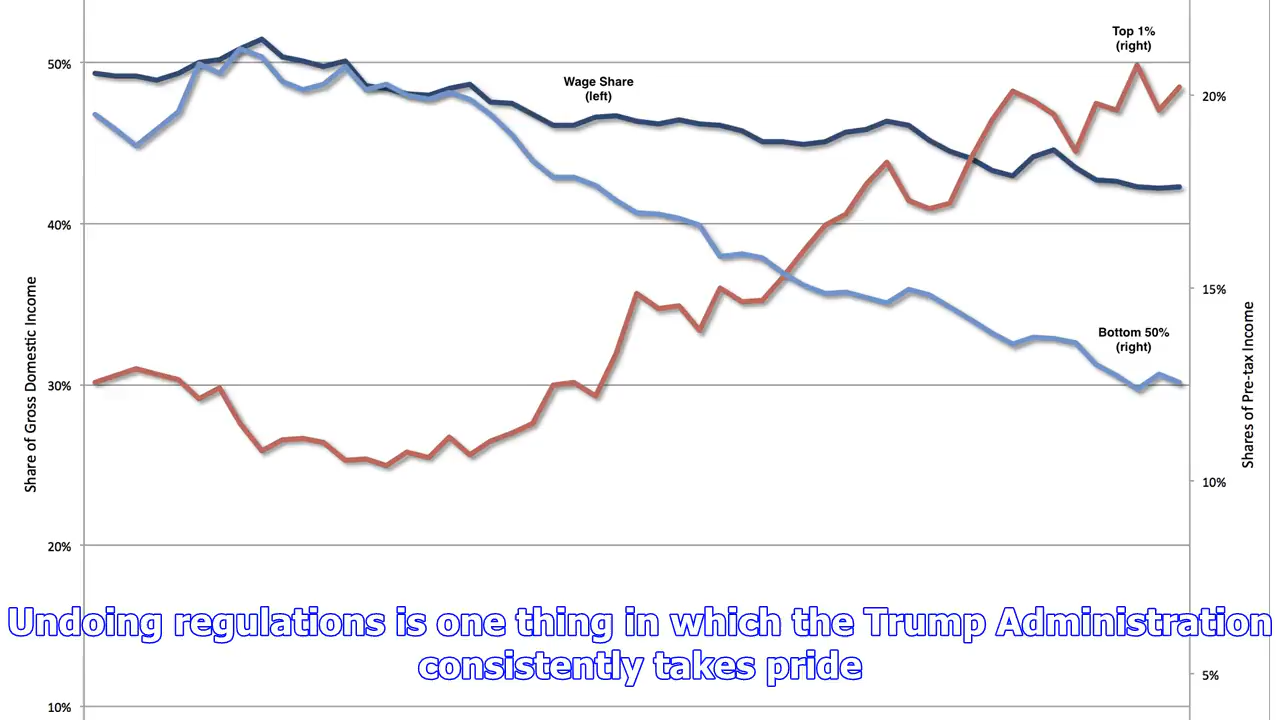 Top 1%
(right)
50%
Wage Share
(left)
20%
40%
15%
Share of Gross Domestic Income
Shares of Pre-tax Income
Bottom 50%
(right)
30%
10%
20%
Undoing regulations is one thing in which the Trump Administration
consistently takes pride
5%
10%